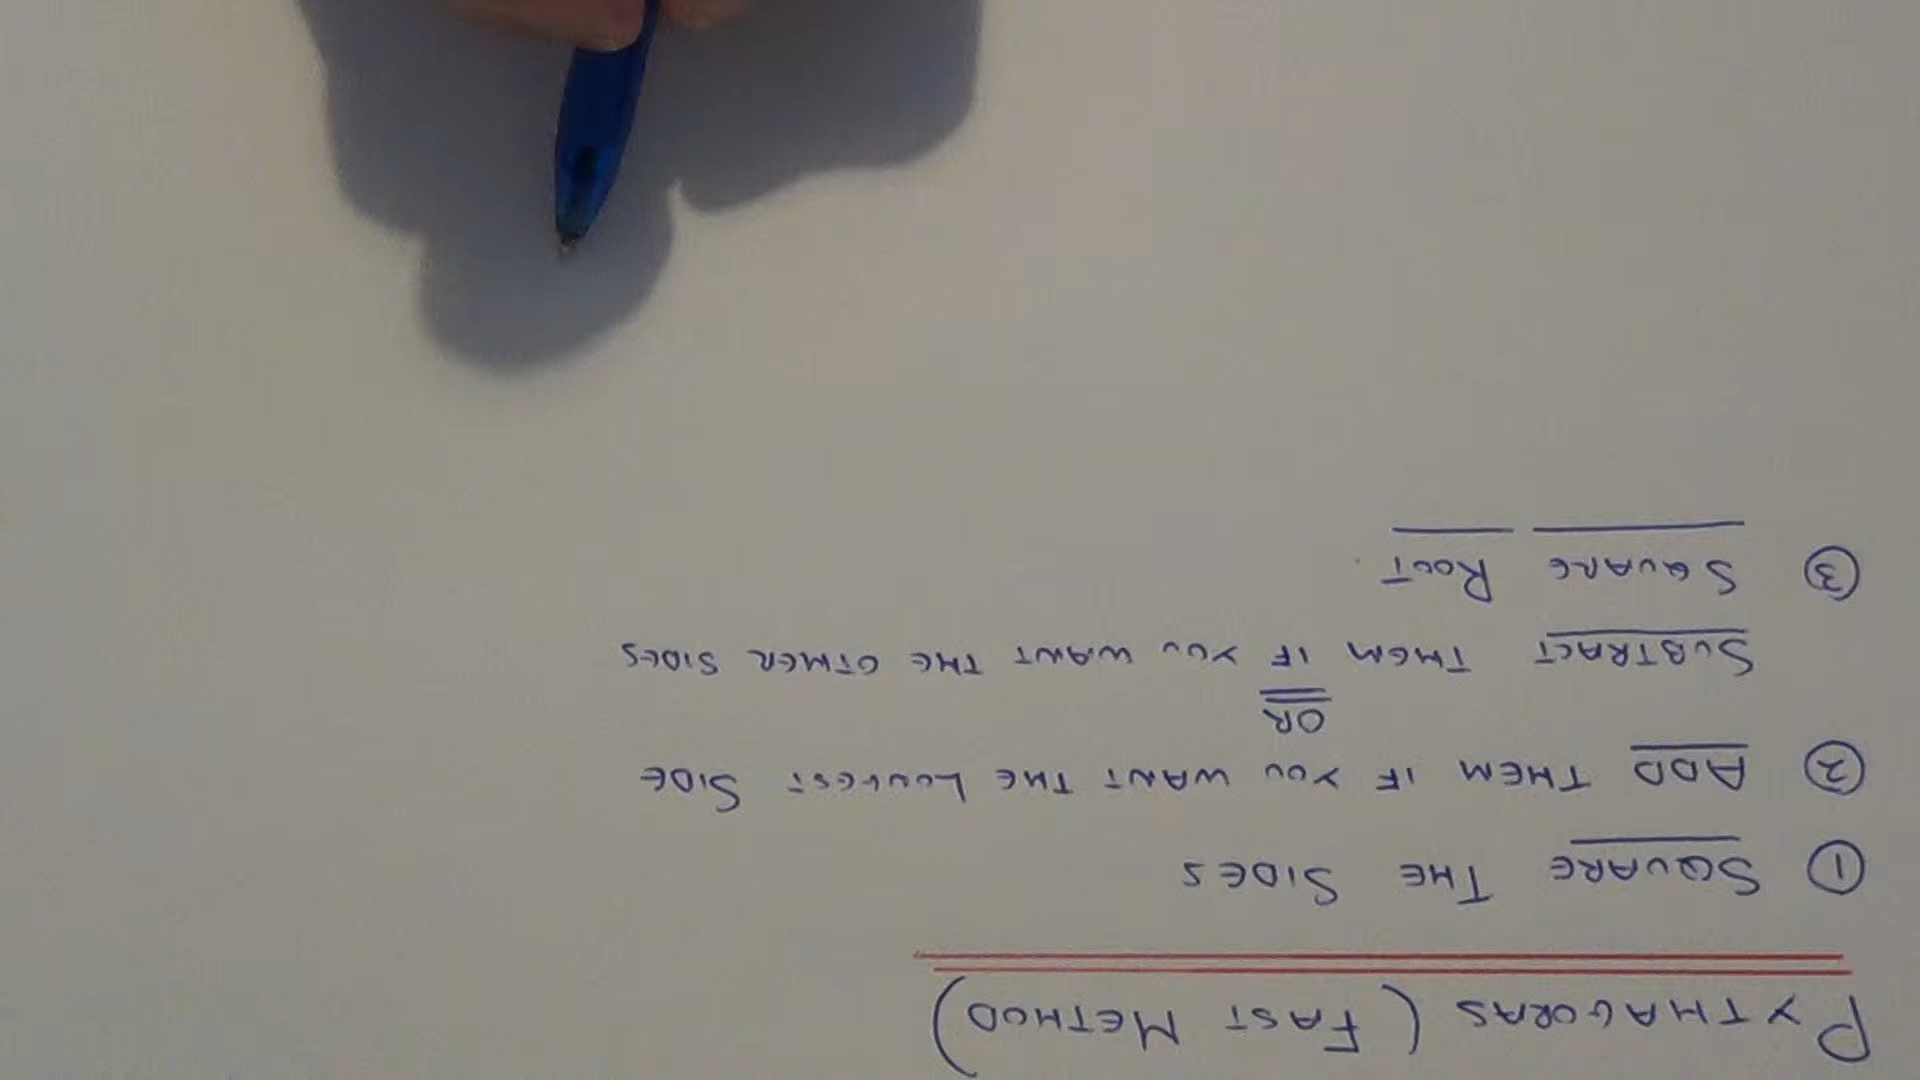 PYTHAGORAS (FAST METHOD)
① SQUARE THE SIDES
② ADD THEM IF YOU WANT THE LONGEST SIDE
OR
SUBTRACT THEM IF YOU WANT THE OTHER SIDES
③ SQUARE ROOT.